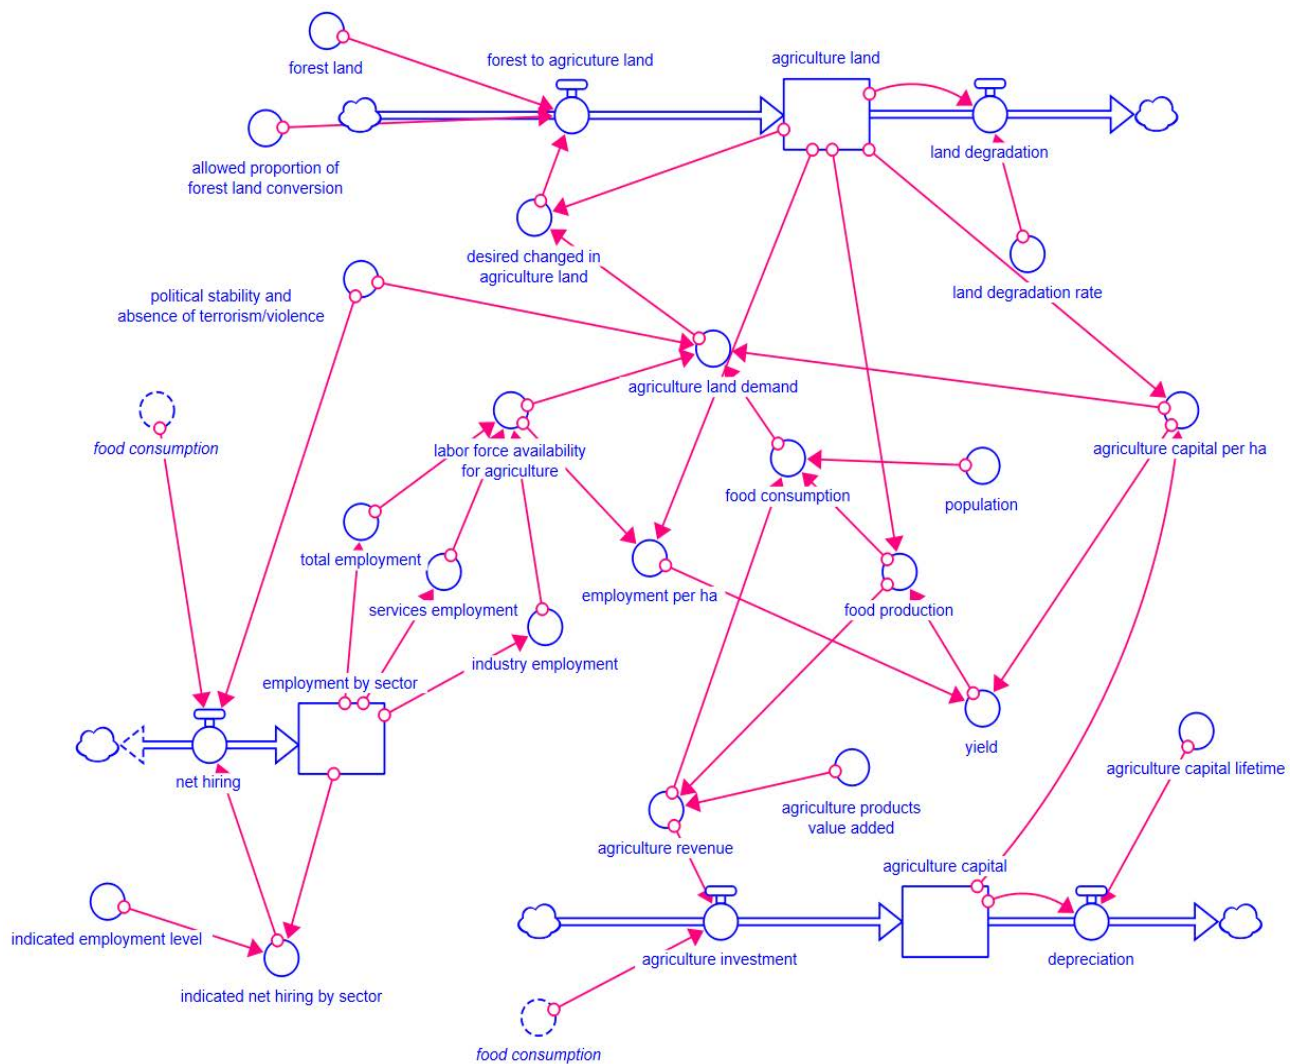 forest land
forest to agricuture land
agriculture land
allowed proportion of
forest land conversion
land degradation
desired changed in
agriculture land
land degradation rate
political stability and
absence of terrorism/violence
agriculture land demand
food consumption
labor force availability
for agriculture
agriculture capital per ha
food consumption
population
total employment
services employment
employment per ha
food production
industry employment
employment by sector
yield
net hiring
agriculture capital lifetime
agriculture products
value added
agriculture revenue
agriculture capital
indicated employment level
agriculture investment
depreciation
indicated net hiring by sector
food consumption